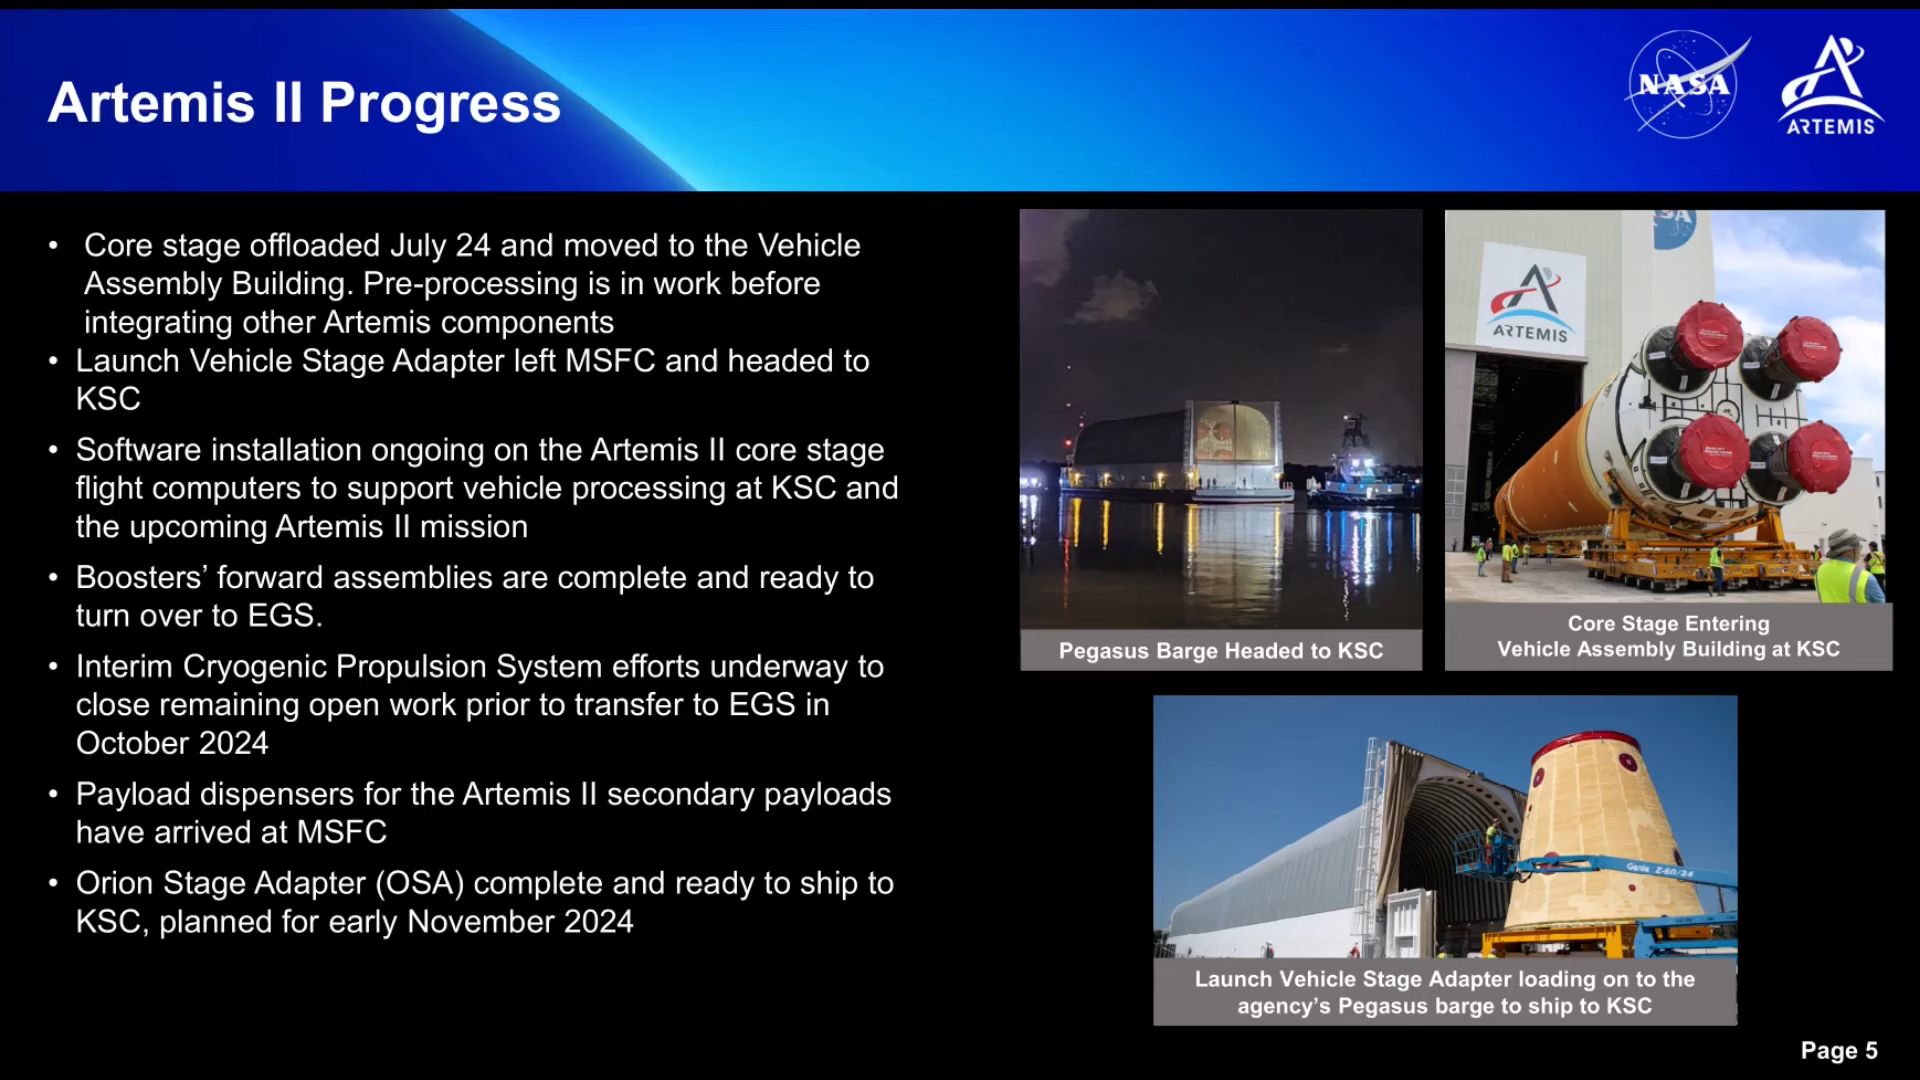 Artemis II Progress
NASA
ARTEMIS
• Core stage offloaded July 24 and moved to the Vehicle
Assembly Building. Pre-processing is in work before
integrating other Artemis components
• Launch Vehicle Stage Adapter left MSFC and headed to
KSC
• Software installation ongoing on the Artemis II core stage
flight computers to support vehicle processing at KSC and
the upcoming Artemis II mission
• Boosters’ forward assemblies are complete and ready to
turn over to EGS.
• Interim Cryogenic Propulsion System efforts underway to
close remaining open work prior to transfer to EGS in
October 2024
• Payload dispensers for the Artemis II secondary payloads
have arrived at MSFC
• Orion Stage Adapter (OSA) complete and ready to ship to
KSC, planned for early November 2024
Pegasus Barge Headed to KSC
ARTEMIS
Core Stage Entering
Vehicle Assembly Building at KSC
Genie Z-60/34
Launch Vehicle Stage Adapter loading on to the
agency’s Pegasus barge to ship to KSC
Page 5